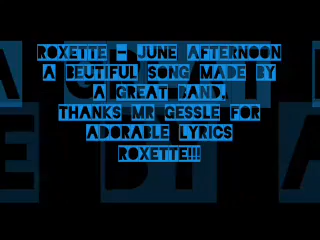 ROXETTE - JUNE AFTERNOON
A BEUTIFUL SONG MADE BY
A GREAT BAND.
THANKS MR GESSLE FOR
ADORABLE LYRICS
ROXETTE!!!